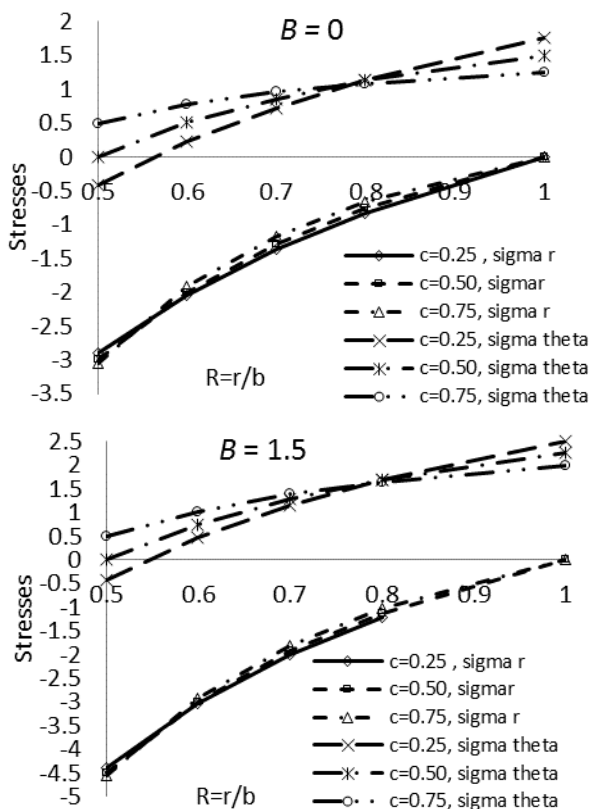 B = 0
2
1.5
1
0.5
0
-0.5
-1
-1.5
-2
-2.5
-3
-3.5
0.5 0.6 0.7 0.8 0.9 1
Stresses
R=r/b
c=0.25 , sigma r
c=0.50, sigmar
c=0.75, sigma r
c=0.25, sigma theta
c=0.50, sigma theta
c=0.75, sigma theta
B = 1.5
2.5
2
1.5
1
0.5
0
-0.5
-1
-1.5
-2
-2.5
-3
-3.5
-4
-4.5
-5
0.5 0.6 0.7 0.8 0.9 1
Stresses
R=r/b
c=0.25 , sigma r
c=0.50, sigmar
c=0.75, sigma r
c=0.25, sigma theta
c=0.50, sigma theta
c=0.75, sigma theta